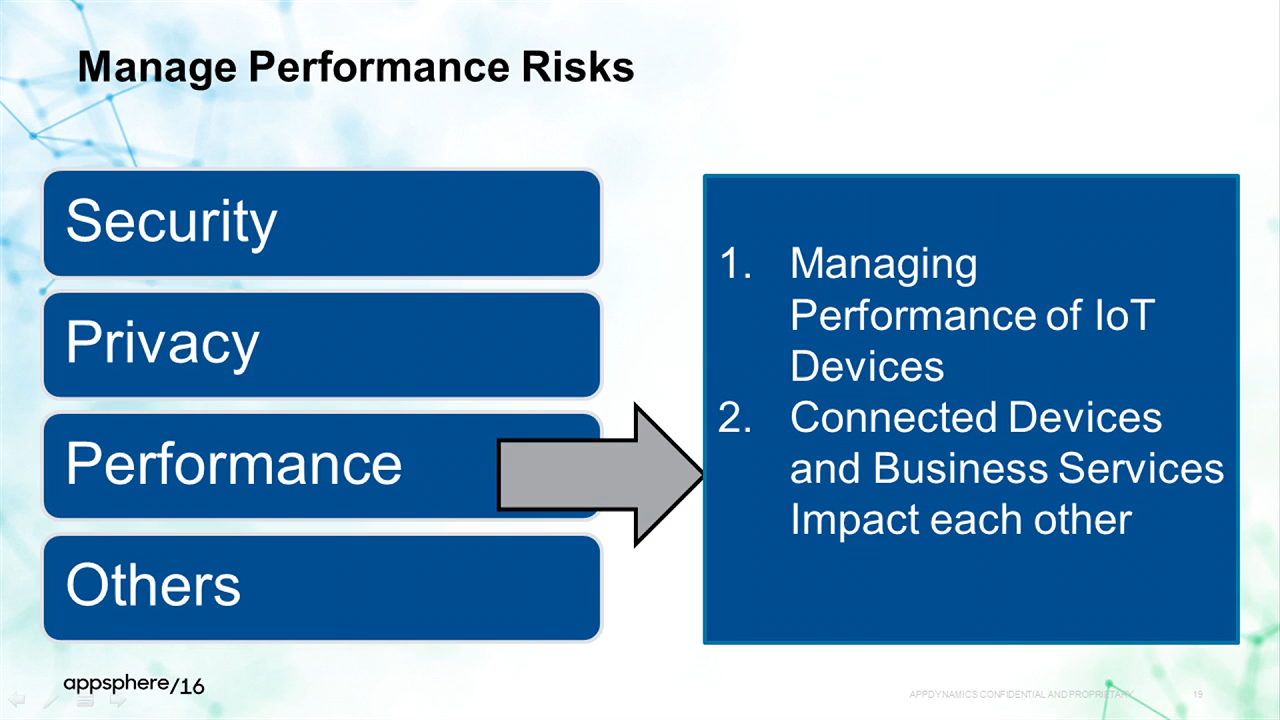 Manage Performance Risks
Security
Privacy
Performance
Others
1. Managing
Performance of IoT
Devices
2. Connected Devices
and Business Services
Impact each other
appsphere/16
APPDYNAMICS CONFIDENTIAL AND PROPRIETARY
19